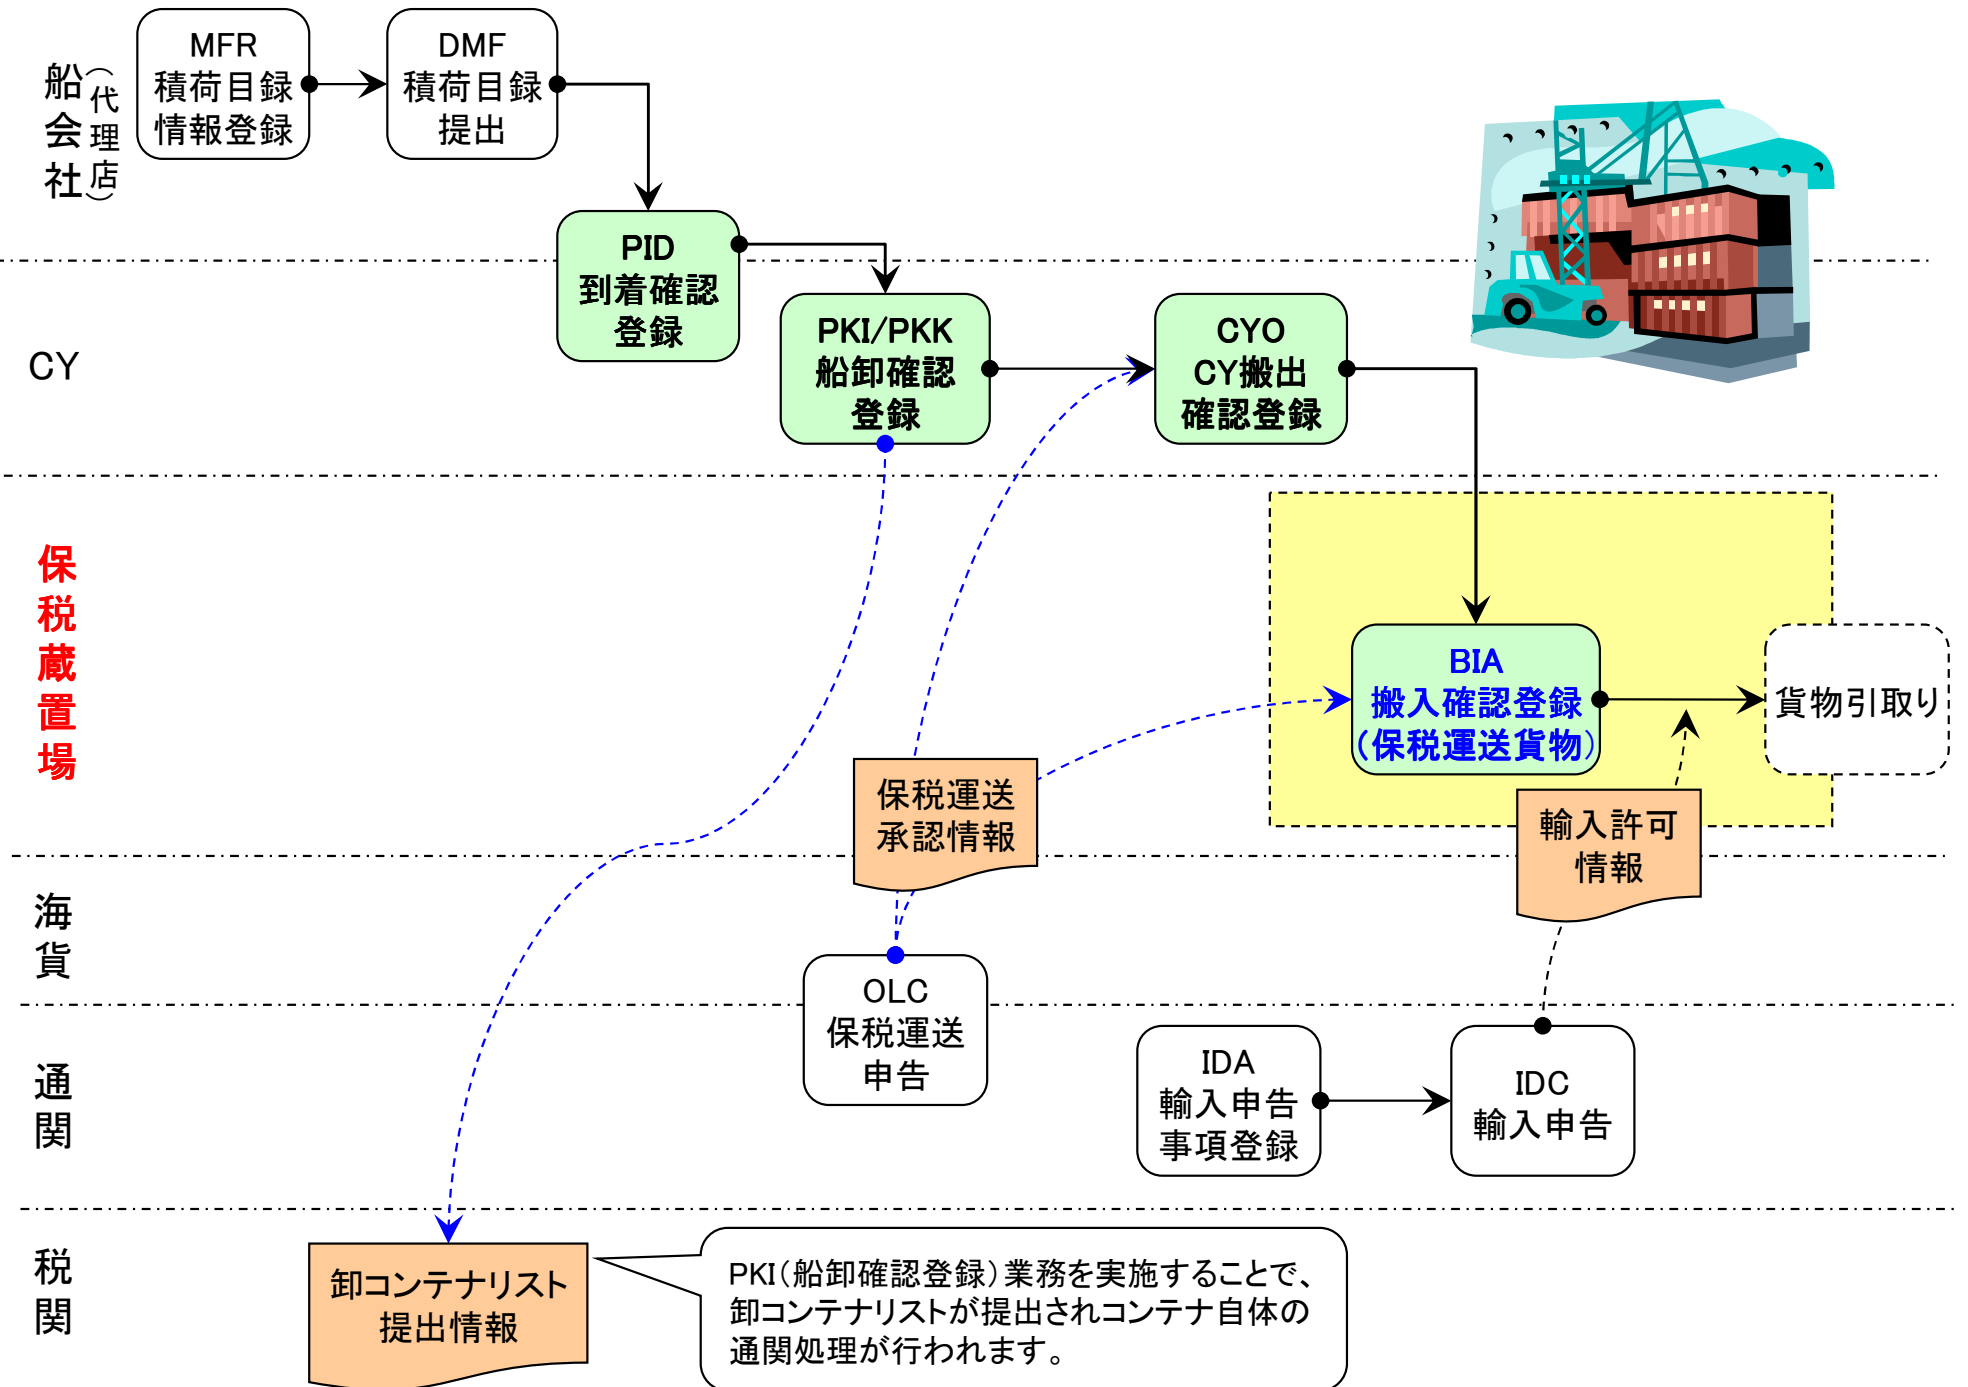 船会社
（代理店）
MFR
積荷目録
情報登録
DMF
積荷目録
提出
PID
到着確認
登録
CY
PKI/PKK
船卸確認
登録
CYO
CY搬出
確認登録
保税蔵置場
BIA
搬入確認登録
（保税運送貨物）
貨物引取り
保税運送
承認情報
輸入許可
情報
海貨
OLC
保税運送
申告
通関
IDA
輸入申告
事項登録
IDC
輸入申告
税関
卸コンテナリスト
提出情報
PKI（船卸確認登録）業務を実施することで、
卸コンテナリストが提出されコンテナ自体の
通関処理が行われます。